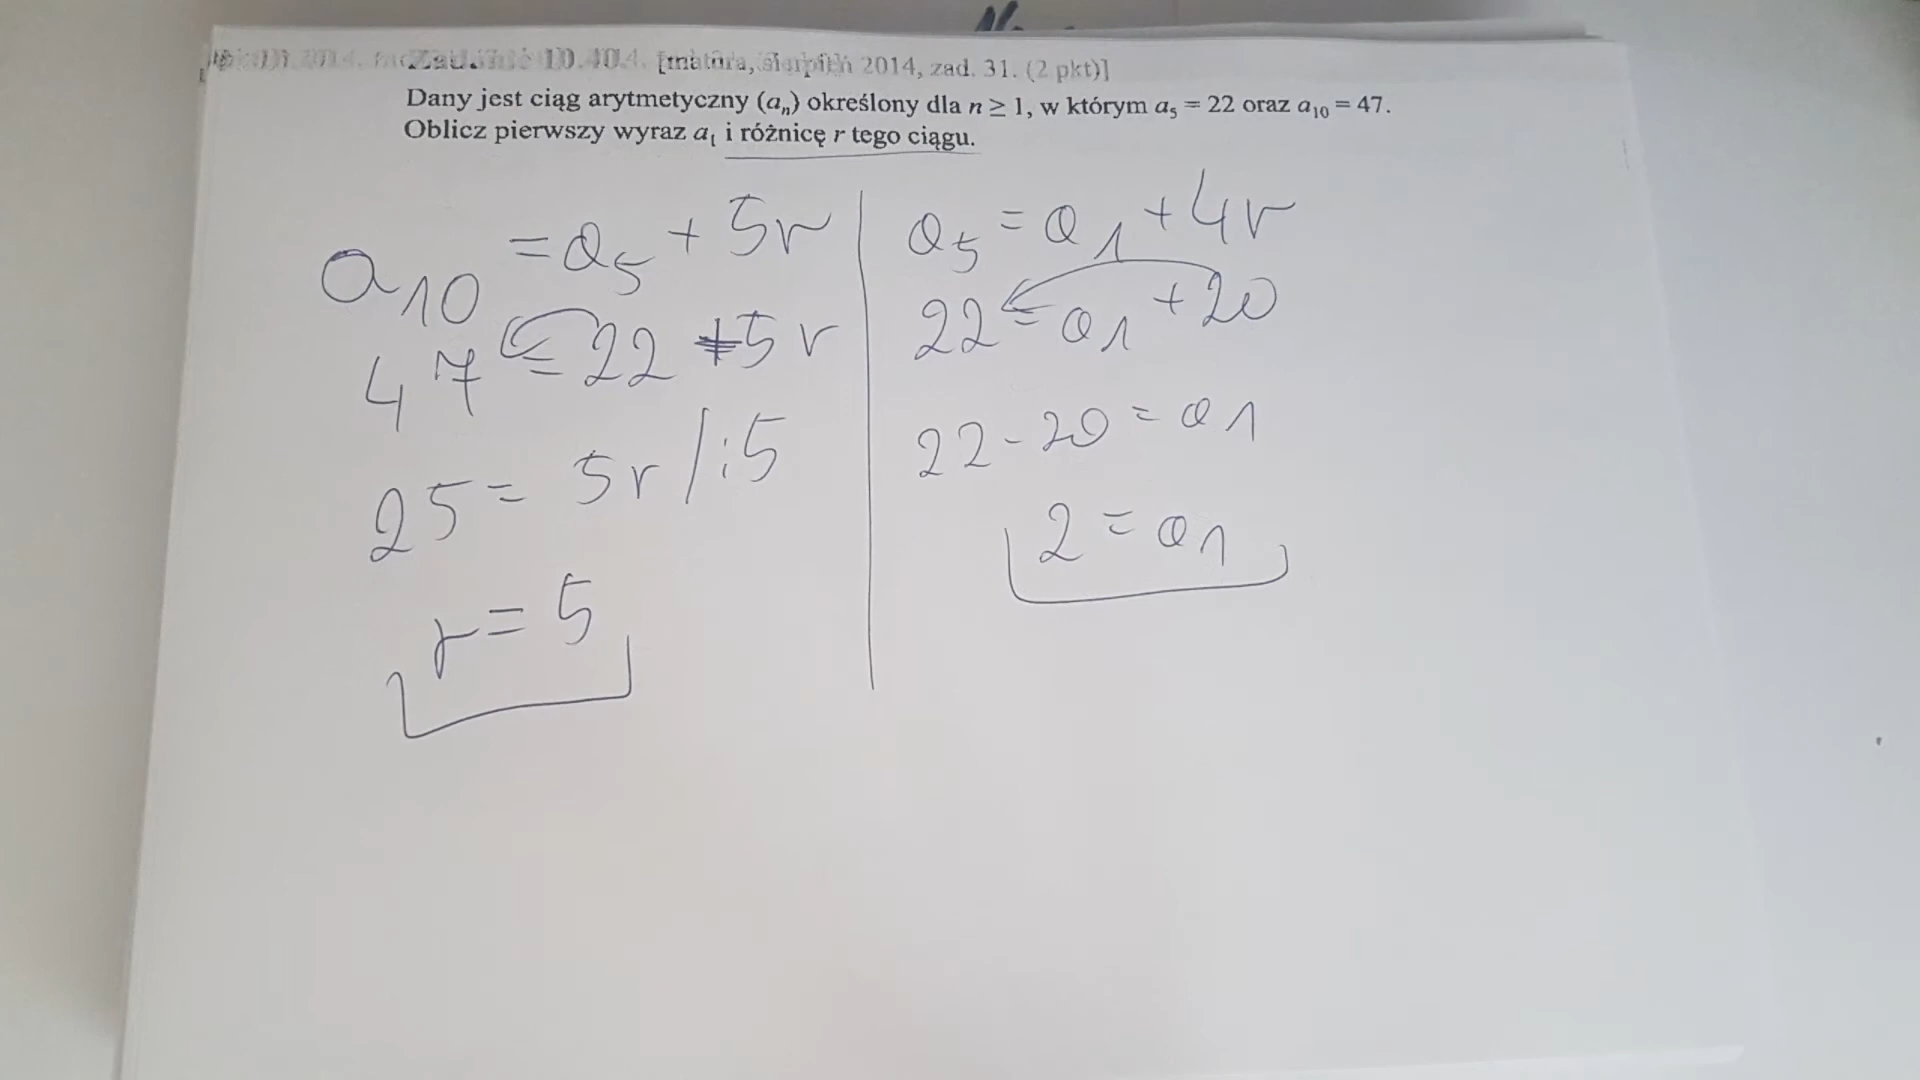 [matura, sierpień 2014, zad. 31. (2 pkt)]
Dany jest ciąg arytmetyczny (aₙ) określony dla n ≥ 1, w którym a₅ = 22 oraz a₁₀ = 47.
Oblicz pierwszy wyraz a₁ i różnicę r tego ciągu.
a₁₀ = a₅ + 5r
47 = 22 + 5r
25 = 5r /:5
r = 5
a₅ = a₁ + 4r
22 = a₁ + 20
22 - 20 = a₁
2 = a₁